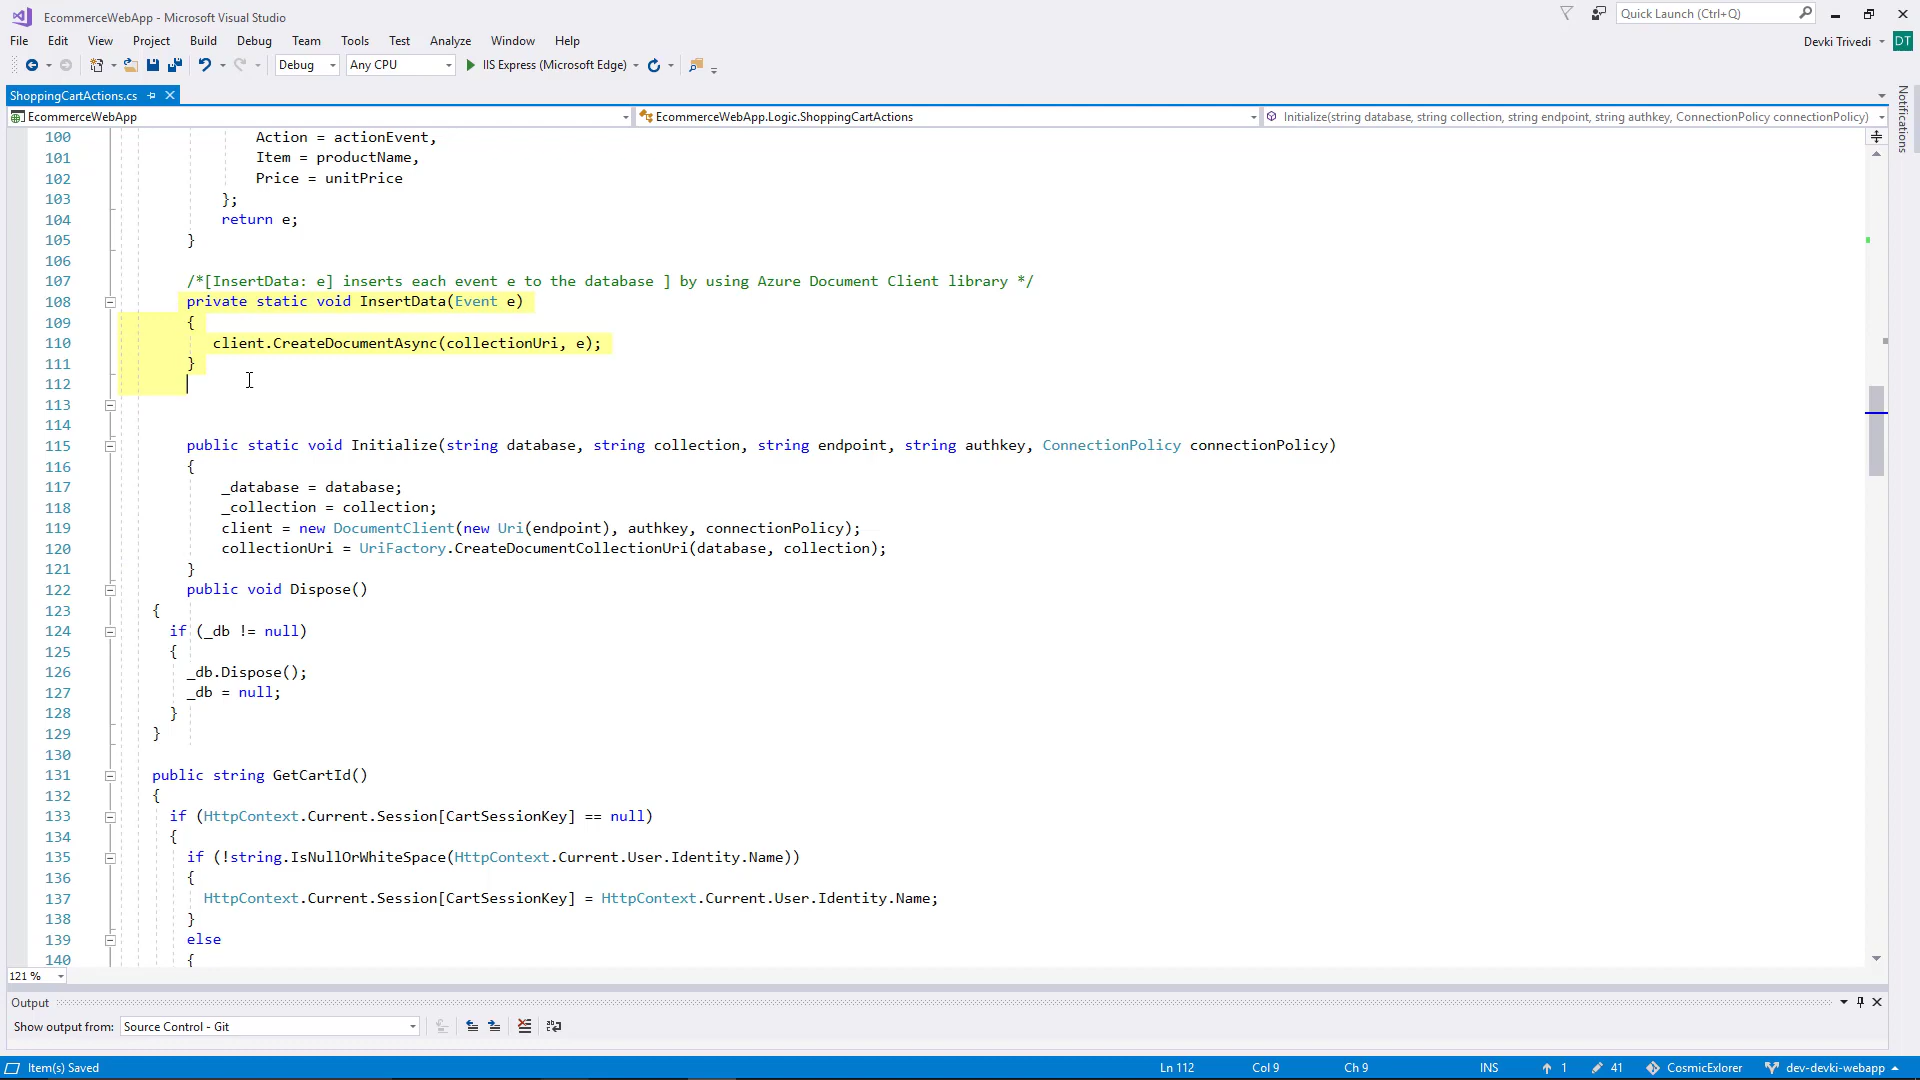 EcommerceWebApp - Microsoft Visual Studio
Quick Launch (Ctrl+Q)
File Edit View Project Build Debug Team Tools Test Analyze Window Help
Devki Trivedi DT
Debug Any CPU IIS Express (Microsoft Edge)
ShoppingCartActions.cs
EcommerceWebApp EcommerceWebApp.Logic.ShoppingCartActions Initialize(string database, string collection, string endpoint, string authkey, ConnectionPolicy connectionPolicy)
Notifications
100 Action = actionEvent,
101 Item = productName,
102 Price = unitPrice
103 };
104 return e;
105 }
106
107 /*[InsertData: e] inserts each event e to the database ] by using Azure Document Client library */
108 private static void InsertData(Event e)
109 {
110 client.CreateDocumentAsync(collectionUri, e);
111 }
112
113
114
115 public static void Initialize(string database, string collection, string endpoint, string authkey, ConnectionPolicy connectionPolicy)
116 {
117 _database = database;
118 _collection = collection;
119 client = new DocumentClient(new Uri(endpoint), authkey, connectionPolicy);
120 collectionUri = UriFactory.CreateDocumentCollectionUri(database, collection);
121 }
122 public void Dispose()
123 {
124 if (_db != null)
125 {
126 _db.Dispose();
127 _db = null;
128 }
129 }
130
131 public string GetCartId()
132 {
133 if (HttpContext.Current.Session[CartSessionKey] == null)
134 {
135 if (!string.IsNullOrWhiteSpace(HttpContext.Current.User.Identity.Name))
136 {
137 HttpContext.Current.Session[CartSessionKey] = HttpContext.Current.User.Identity.Name;
138 }
139 else
140 {
121 %
Output
Show output from: Source Control - Git
Item(s) Saved Ln 112 Col 9 Ch 9 INS 1 41 CosmicExlorer dev-devki-webapp